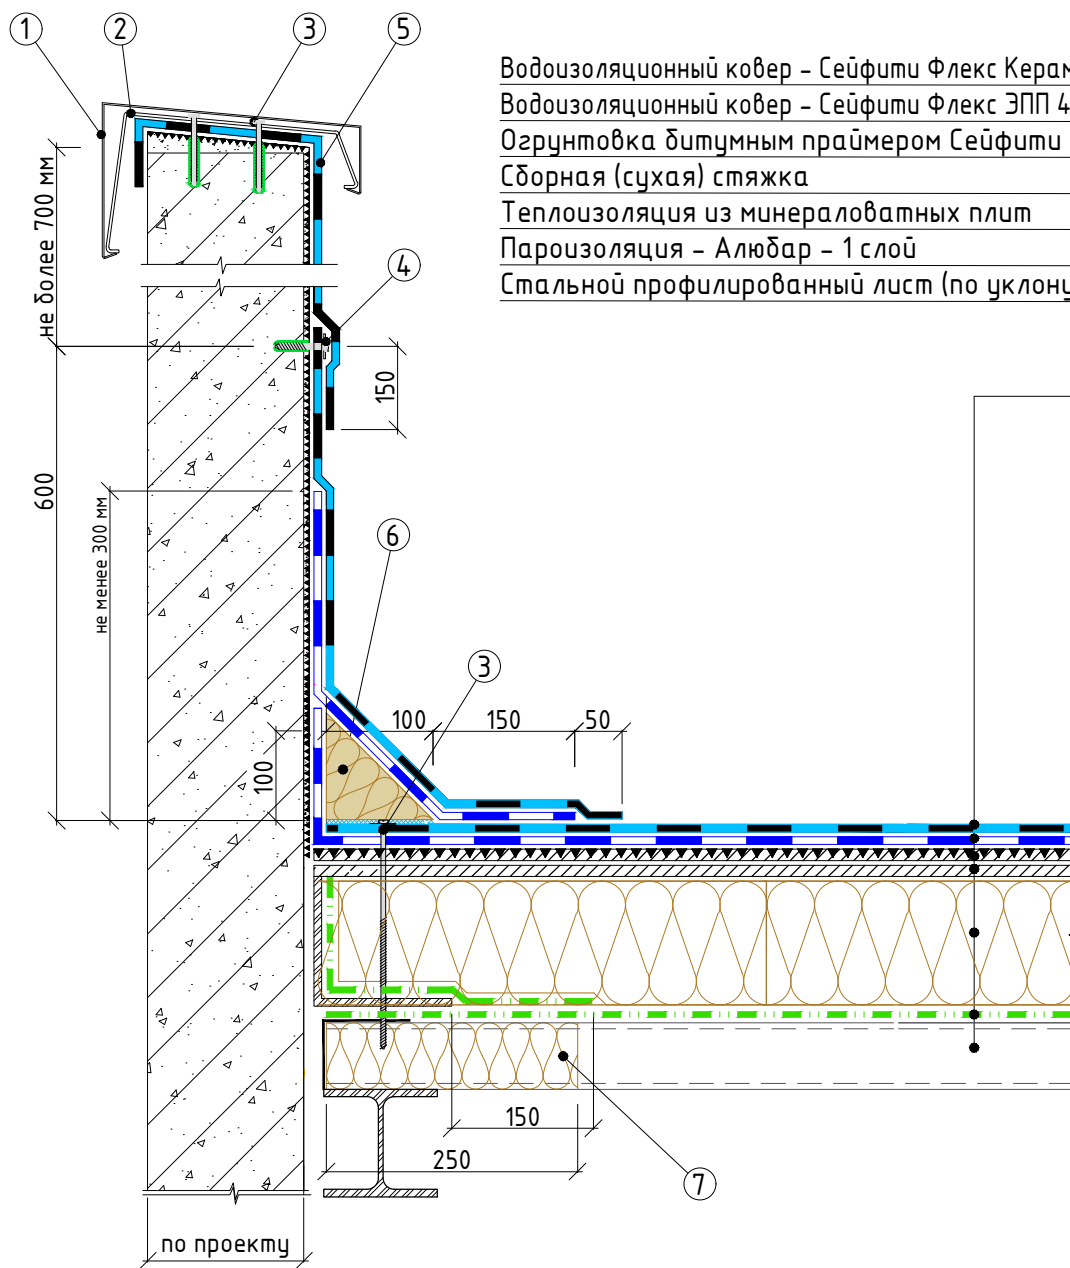 1 2 3 5
Водоизоляционный ковер – Сейфити Флекс Керам
Водоизоляционный ковер – Сейфити Флекс ЭПП 4
Огрунтовка битумным праймером Сейфити
Сборная (сухая) стяжка
Теплоизоляция из минераловатных плит
Пароизоляция – Алюбар – 1 слой
Стальной профилированный лист (по уклону
не более 700 мм
4
150
600
не менее 300 мм
6
3
100 150 50
100
150
250
7
по проекту